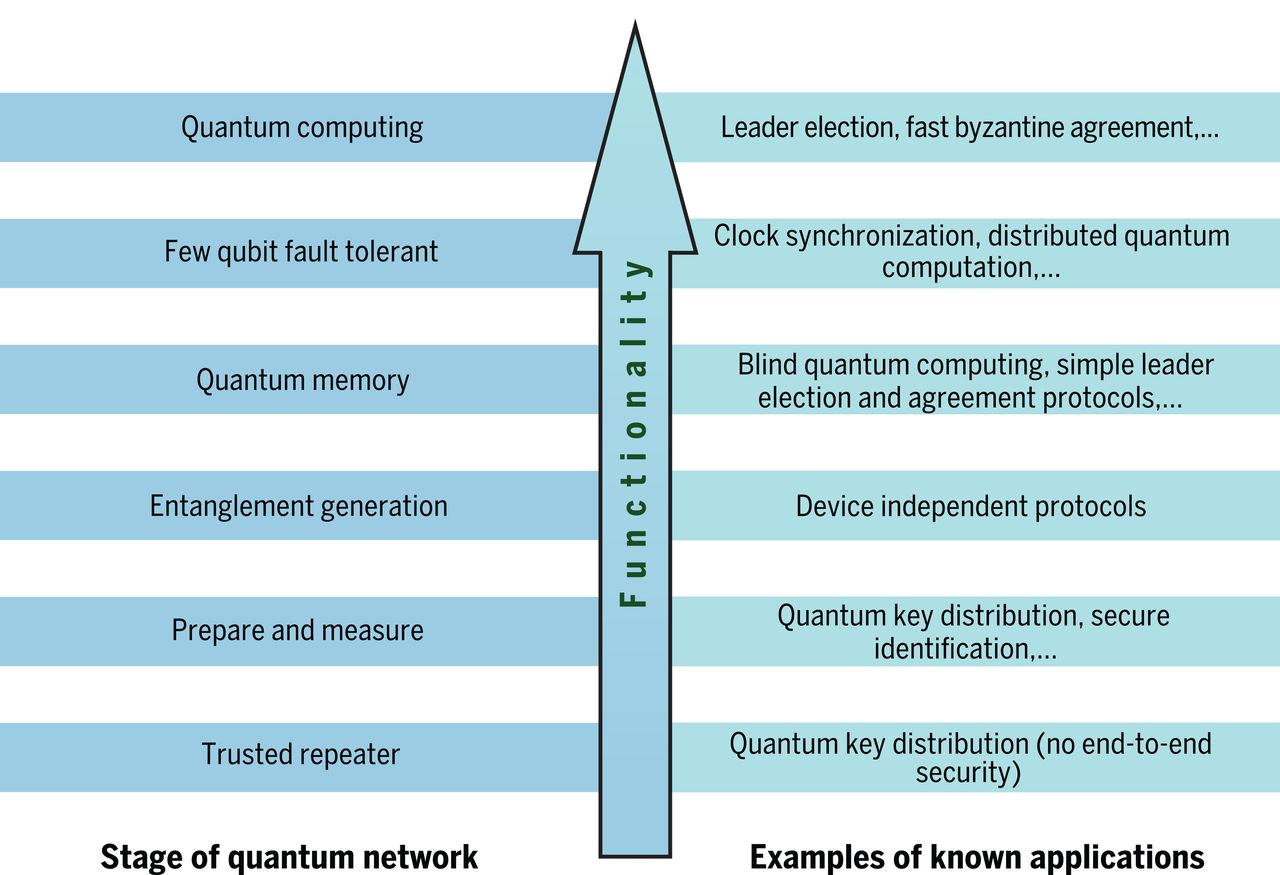 Quantum computing
Leader election, fast byzantine agreement,...
Few qubit fault tolerant
Clock synchronization, distributed quantum
computation,...
Quantum memory
Blind quantum computing, simple leader
election and agreement protocols,...
Entanglement generation
Device independent protocols
Prepare and measure
Quantum key distribution, secure
identification,...
Trusted repeater
Quantum key distribution (no end-to-end
security)
Functionality
Stage of quantum network
Examples of known applications